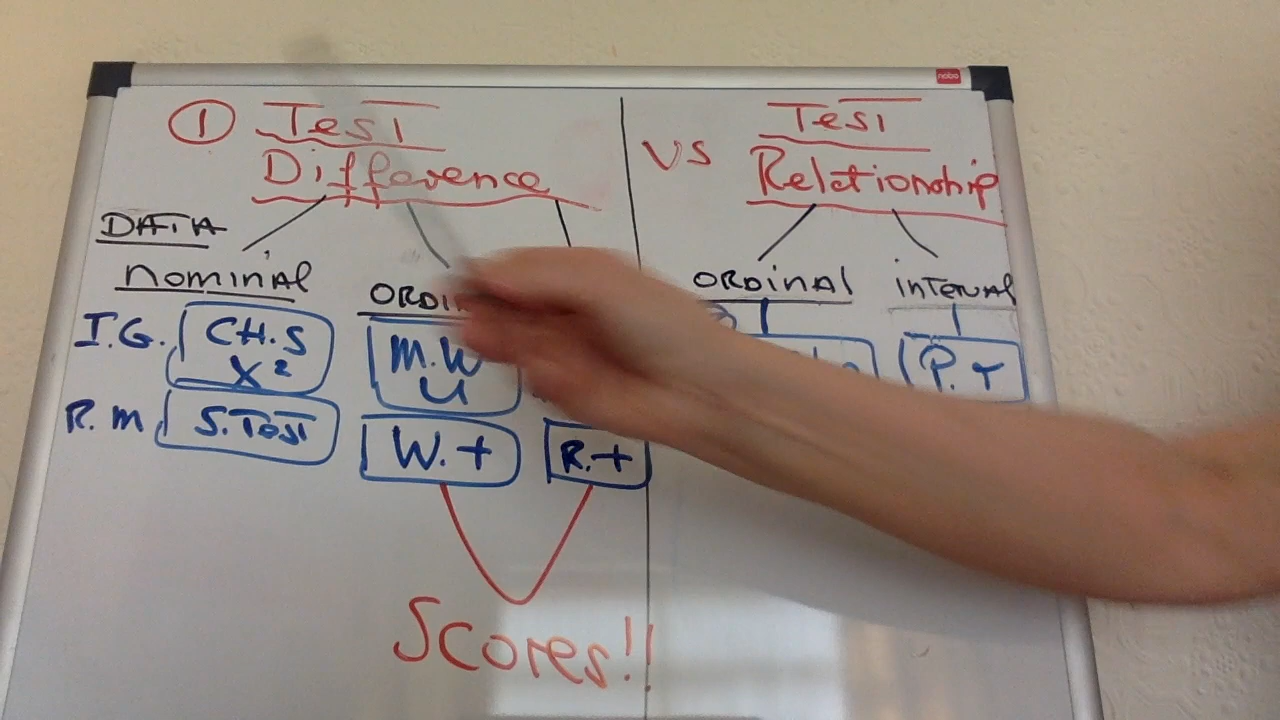 nobo
① Test
Difference
VS
Test
Relationship
DATA
Nominal
ORDINAL
INTERVAL
I.G.
CH.S
X²
M.W
U
P.r
R.M
S.Test
W.t
R.t
Scores!!